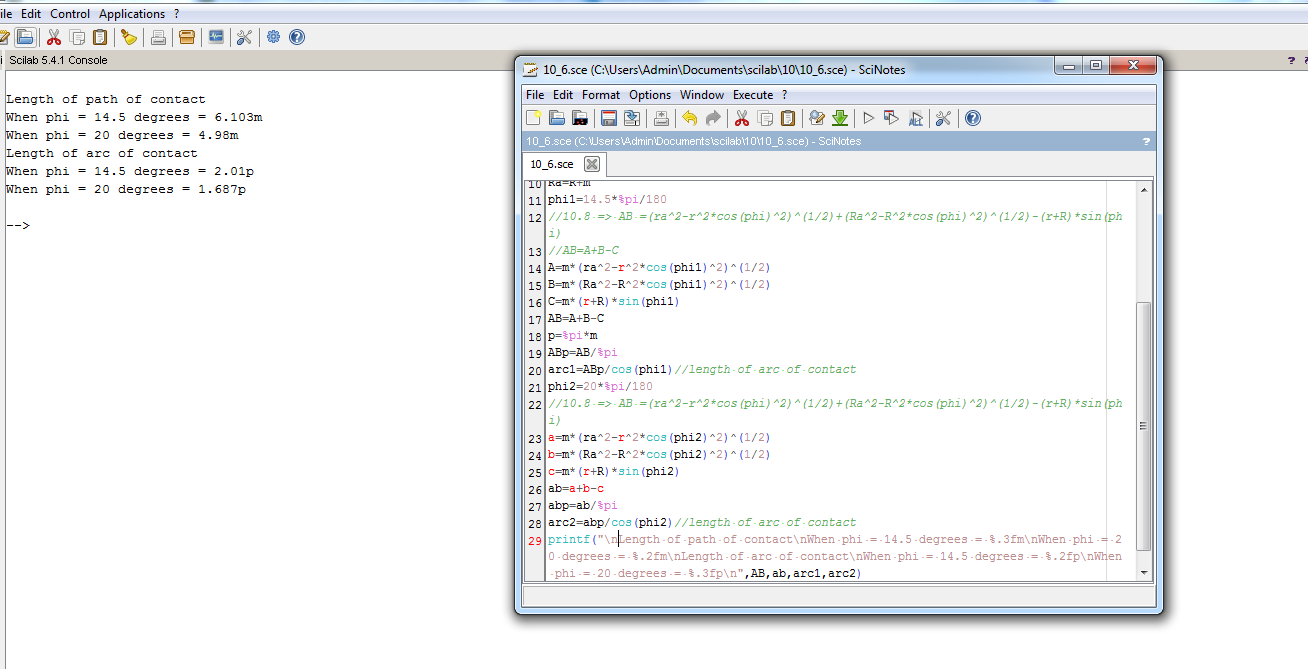 ile Edit Control Applications ?
Scilab 5.4.1 Console
?
Length of path of contact
When phi = 14.5 degrees = 6.103m
When phi = 20 degrees = 4.98m
Length of arc of contact
When phi = 14.5 degrees = 2.01p
When phi = 20 degrees = 1.687p
-->
10_6.sce (C:\Users\Admin\Documents\scilab\10\10_6.sce) - SciNotes
File Edit Format Options Window Execute ?
10_6.sce (C:\Users\Admin\Documents\scilab\10\10_6.sce) - SciNotes
?
10_6.sce
10 Ra=R+m
11 phi1=14.5*%pi/180
12 //10.8 => AB =(ra^2-r^2*cos(phi)^2)^(1/2)+(Ra^2-R^2*cos(phi)^2)^(1/2)-(r+R)*sin(ph
i)
13 //AB=A+B-C
14 A=m*(ra^2-r^2*cos(phi1)^2)^(1/2)
15 B=m*(Ra^2-R^2*cos(phi1)^2)^(1/2)
16 C=m*(r+R)*sin(phi1)
17 AB=A+B-C
18 p=%pi*m
19 ABp=AB/%pi
20 arc1=ABp/cos(phi1)//length of arc of contact
21 phi2=20*%pi/180
22 //10.8 => AB =(ra^2-r^2*cos(phi)^2)^(1/2)+(Ra^2-R^2*cos(phi)^2)^(1/2)-(r+R)*sin(ph
i)
23 a=m*(ra^2-r^2*cos(phi2)^2)^(1/2)
24 b=m*(Ra^2-R^2*cos(phi2)^2)^(1/2)
25 c=m*(r+R)*sin(phi2)
26 ab=a+b-c
27 abp=ab/%pi
28 arc2=abp/cos(phi2)//length of arc of contact
29 printf("\nLength of path of contact\nWhen phi = 14.5 degrees = %.3fm\nWhen phi = 2
0 degrees = %.2fm\nLength of arc of contact\nWhen phi = 14.5 degrees = %.2fp\nWhen
phi = 20 degrees = %.3fp\n",AB,ab,arc1,arc2)